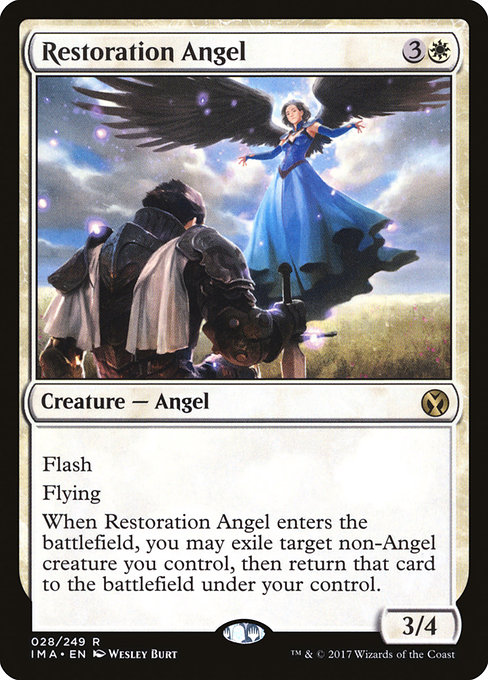 Restoration Angel 3
Creature — Angel
Flash
Flying
When Restoration Angel enters the
battlefield, you may exile target non-Angel
creature you control, then return that card
to the battlefield under your control.
3/4
028/249 R
IMA • EN Wesley Burt
™ & © 2017 Wizards of the Coast